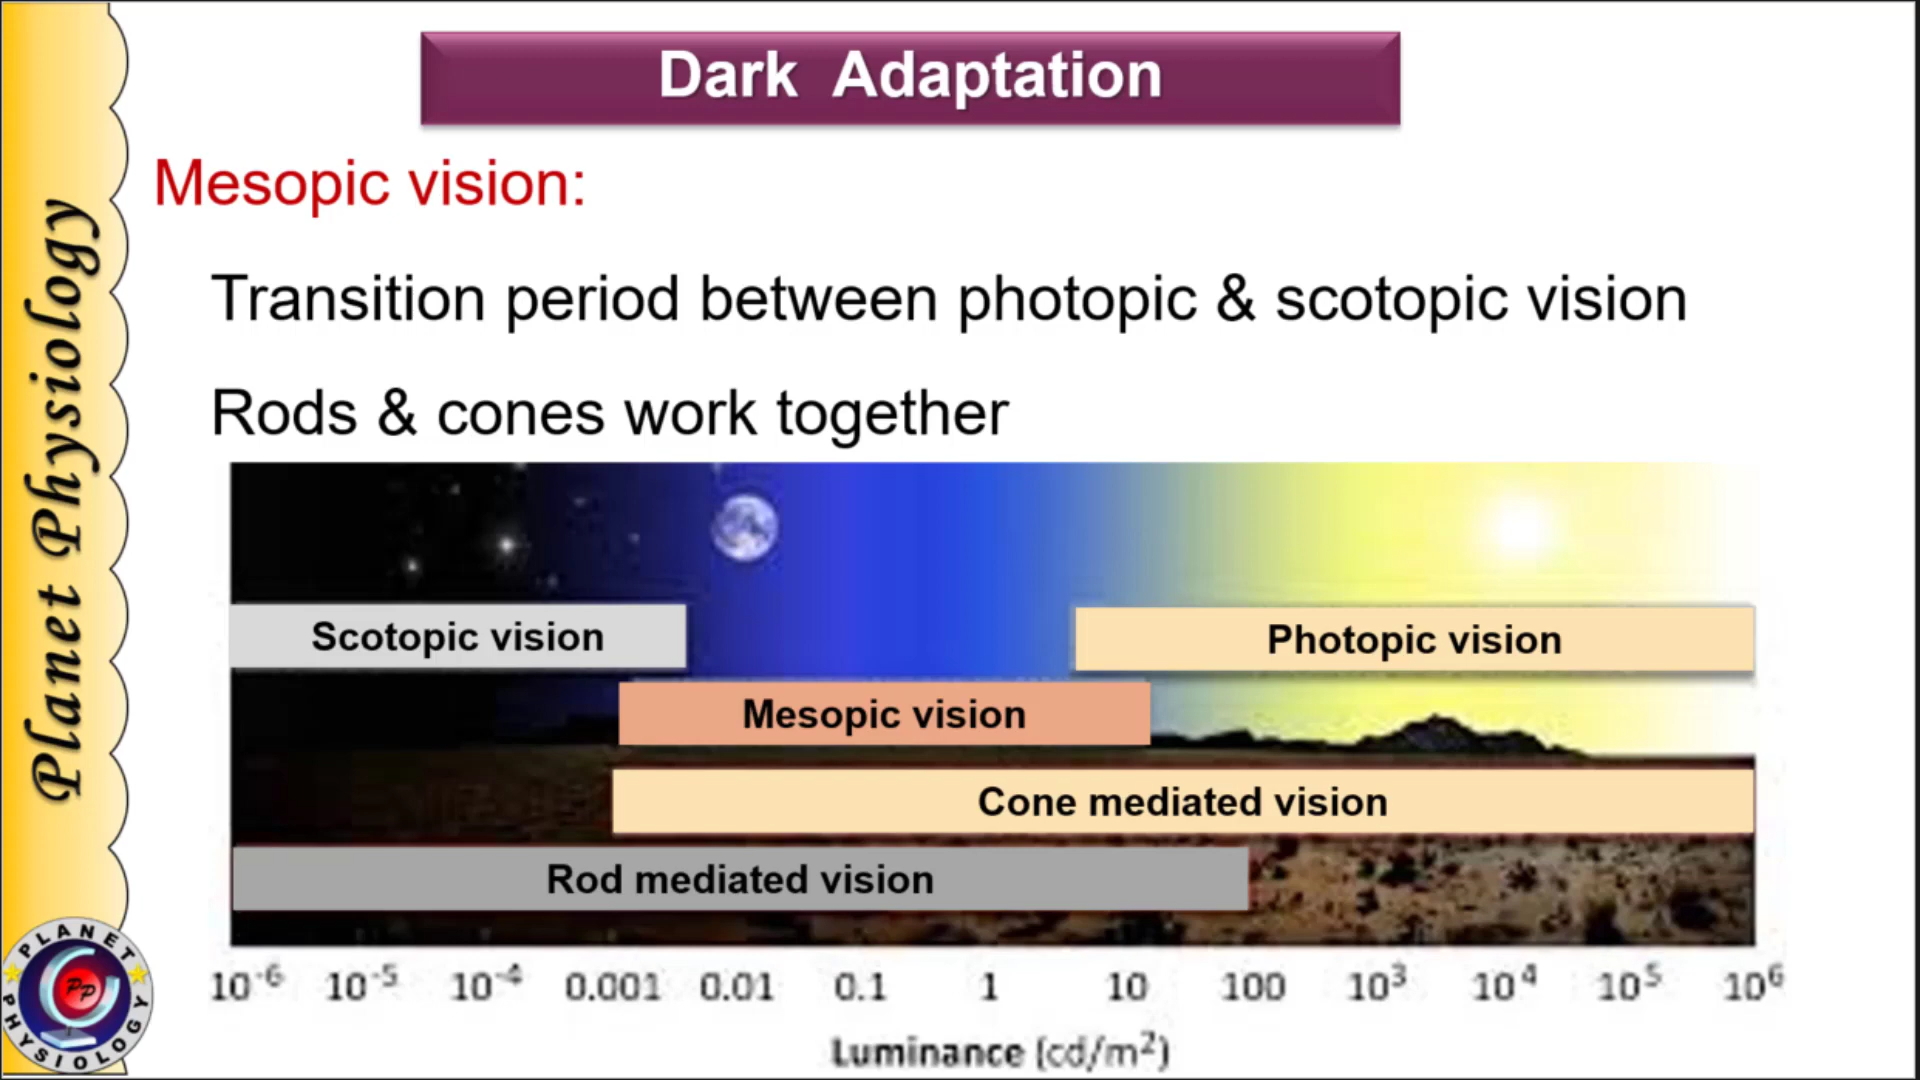 Dark Adaptation
Mesopic vision:
Transition period between photopic & scotopic vision
Rods & cones work together
Scotopic vision
Photopic vision
Mesopic vision
Cone mediated vision
Rod mediated vision
10⁻⁶ 10⁻⁵ 10⁻⁴ 0.001 0.01 0.1 1 10 100 10³ 10⁴ 10⁵ 10⁶
Luminance (cd/m²)
Planet Physiology
PLANET
PP
PHYSIOLOGY